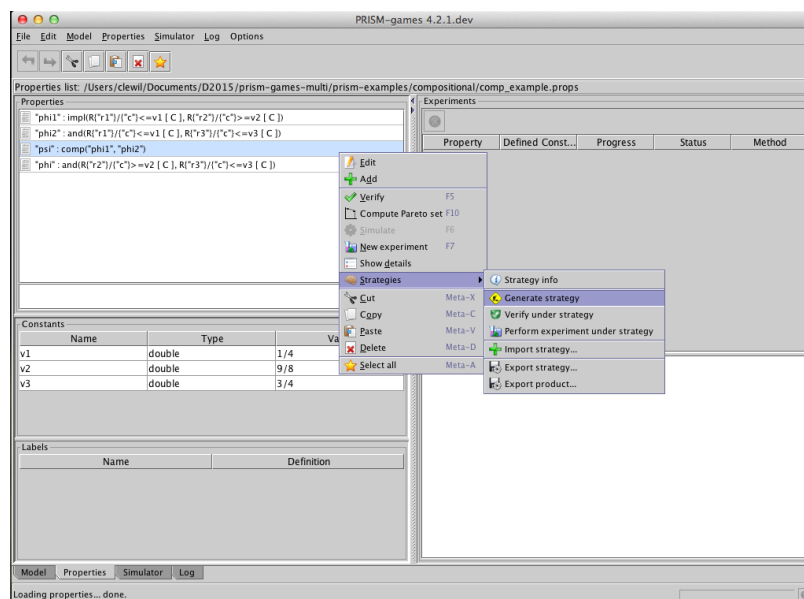 PRISM-games 4.2.1.dev
File Edit Model Properties Simulator Log Options
Properties list: /Users/clewil/Documents/D2015/prism-games-multi/prism-examples/compositional/comp_example.props
Properties
"phi1" : impl(R{"r1"}/{"c"}<=v1 [ C ], R{"r2"}/{"c"}>=v2 [ C ])
"phi2" : and(R{"r1"}/{"c"}<=v1 [ C ], R{"r3"}/{"c"}<=v3 [ C ])
"psi" : comp("phi1", "phi2")
"phi" : and(R{"r2"}/{"c"}>=v2 [ C ], R{"r3"}/{"c"}<=v3 [ C ])
Experiments
Property Defined Const... Progress Status Method
Edit
Add
Verify F5
Compute Pareto set F10
Simulate F6
New experiment F7
Show details
Strategies
Cut Meta-X
Copy Meta-C
Paste Meta-V
Delete Meta-D
Select all Meta-A
Strategy info
Generate strategy
Verify under strategy
Perform experiment under strategy
Import strategy...
Export strategy...
Export product...
Constants
Name Type Va
v1 double 1/4
v2 double 9/8
v3 double 3/4
Labels
Name Definition
Model Properties Simulator Log
Loading properties... done.